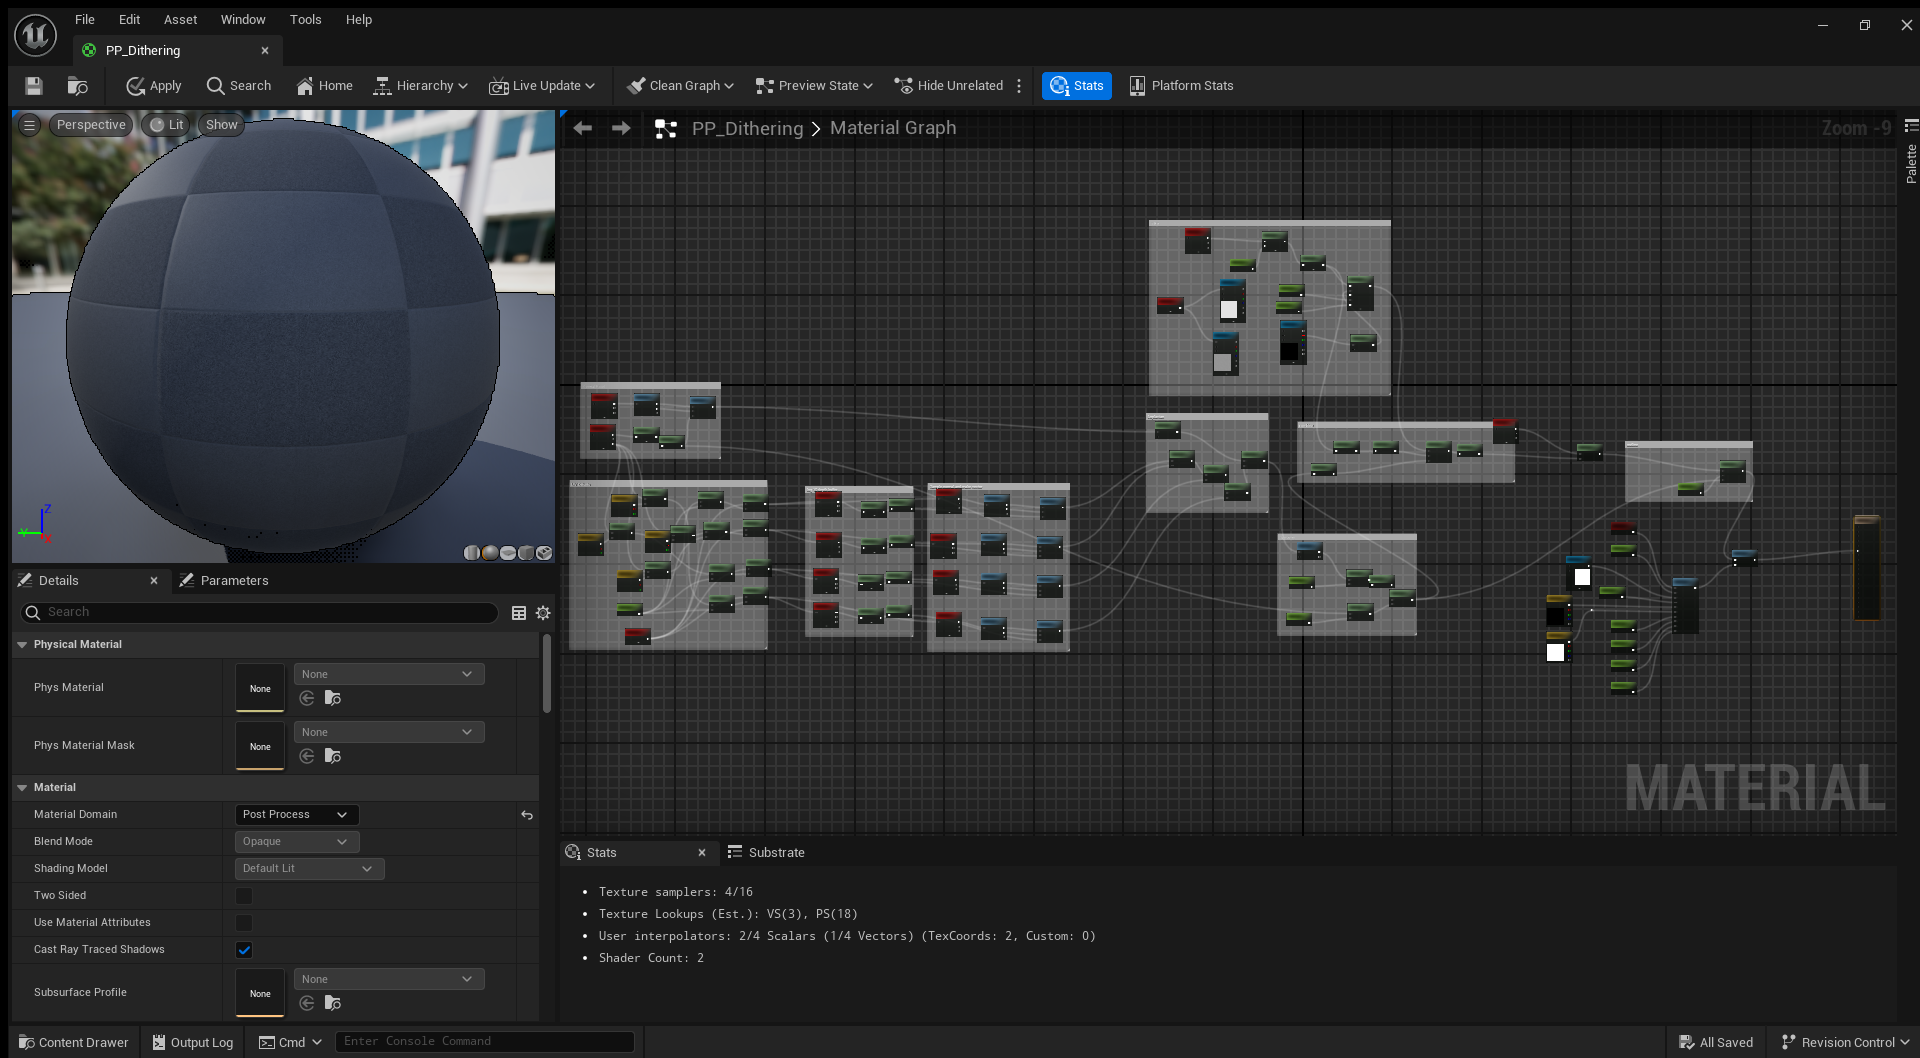 File Edit Asset Window Tools Help
PP_Dithering
Apply Search Home Hierarchy Live Update Clean Graph Preview State Hide Unrelated Stats Platform Stats
Perspective Lit Show
PP_Dithering > Material Graph
Zoom -9
Palette
Z
Y
X
MATERIAL
Details Parameters
Search
Physical Material
Phys Material None None
Phys Material Mask None None
Material
Material Domain Post Process
Blend Mode Opaque
Shading Model Default Lit
Two Sided
Use Material Attributes
Cast Ray Traced Shadows
Subsurface Profile None None
Stats Substrate
• Texture samplers: 4/16
• Texture Lookups (Est.): VS(3), PS(18)
• User interpolators: 2/4 Scalars (1/4 Vectors) (TexCoords: 2, Custom: 0)
• Shader Count: 2
Content Drawer Output Log Cmd Enter Console Command All Saved Revision Control